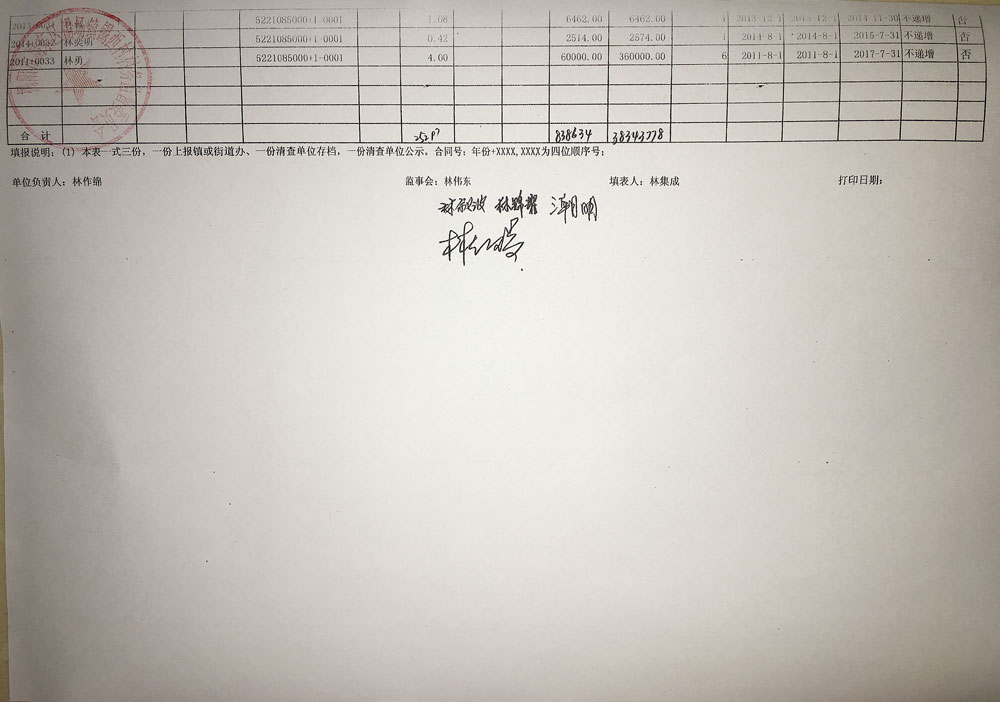 5221085000+1-0001 1.08 6462.00 6462.00 2014-11-30 不递增 否
林奕明 5221085000+1-0001 0.42 2514.00 2574.00 1 2014-8-1 2014-8-1 2015-7-31 不递增 否
2011+0033 林勇 5221085000+1-0001 4.00 60000.00 360000.00 6 2011-8-1 2011-8-1 2017-7-31 不递增 否
合 计 838634 38343778
填报说明：(1) 本表一式三份，一份上报镇或街道办、一份清查单位存档，一份清查单位公示。合同号：年份+XXXX,XXXX为四位顺序号；
单位负责人：林作锦 监事会：林伟东 填表人：林集成 打印日期：